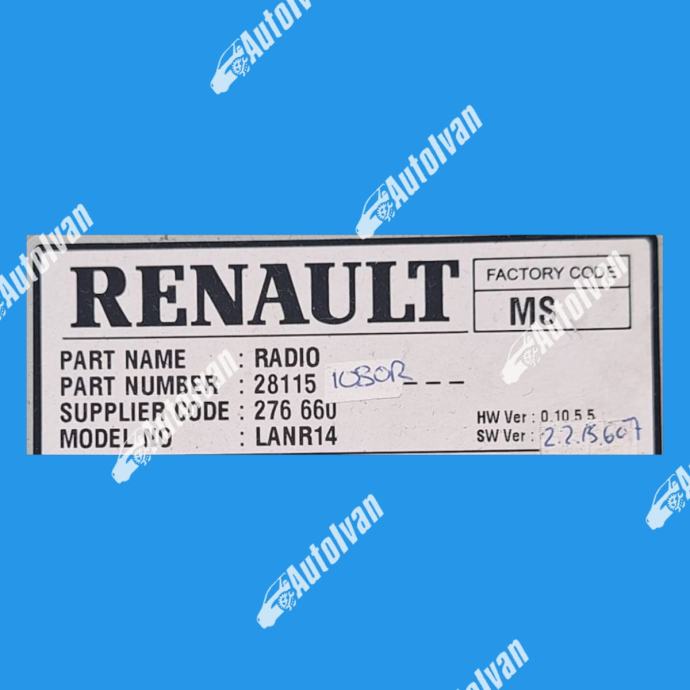 AutoIvan
AutoIvan
AutoIvan
RENAULT
FACTORY CODE
MS
AutoIvan
PART NAME : RADIO
PART NUMBER : 28115 1080R ---
SUPPLIER CODE : 276 660
MODEL NO : LANR14
HW Ver : 0.10.5.5
SW Ver : 2.2.15.607
AutoIvan
AutoIvan
AutoIvan
AutoIvan